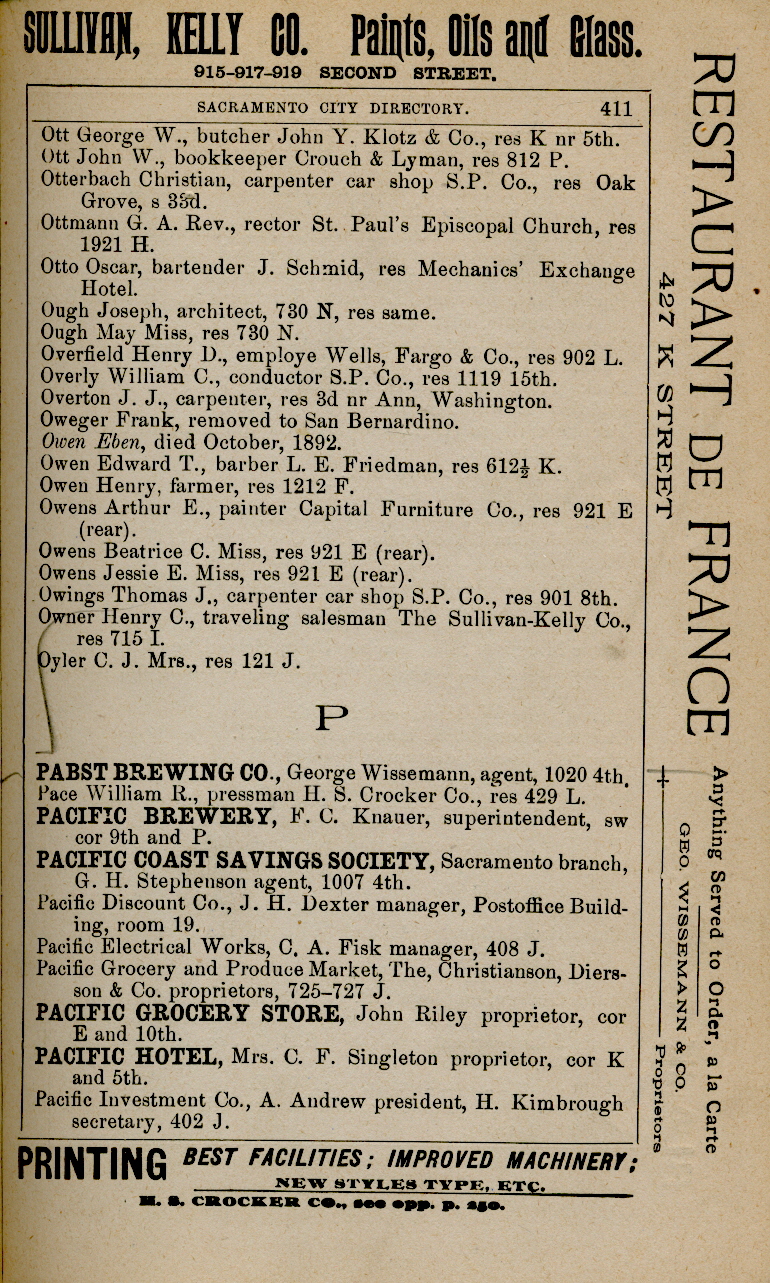 SULLIVAN, KELLY CO. Paints, Oils and Glass.
915-917-919 SECOND STREET.
SACRAMENTO CITY DIRECTORY. 411
Ott George W., butcher John Y. Klotz & Co., res K nr 5th.
Ott John W., bookkeeper Crouch & Lyman, res 812 P.
Otterbach Christian, carpenter car shop S.P. Co., res Oak
Grove, s 33d.
Ottmann G. A. Rev., rector St. Paul's Episcopal Church, res
1921 H.
Otto Oscar, bartender J. Schmid, res Mechanics' Exchange
Hotel.
Ough Joseph, architect, 730 N, res same.
Ough May Miss, res 730 N.
Overfield Henry D., employe Wells, Fargo & Co., res 902 L.
Overly William C., conductor S.P. Co., res 1119 15th.
Overton J. J., carpenter, res 3d nr Ann, Washington.
Oweger Frank, removed to San Bernardino.
Owen Eben, died October, 1892.
Owen Edward T., barber L. E. Friedman, res 612½ K.
Owen Henry, farmer, res 1212 F.
Owens Arthur E., painter Capital Furniture Co., res 921 E
(rear).
Owens Beatrice C. Miss, res 921 E (rear).
Owens Jessie E. Miss, res 921 E (rear).
Owings Thomas J., carpenter car shop S.P. Co., res 901 8th.
Owner Henry C., traveling salesman The Sullivan-Kelly Co.,
res 715 I.
Oyler C. J. Mrs., res 121 J.
P
PABST BREWING CO., George Wissemann, agent, 1020 4th.
Pace William R., pressman H. S. Crocker Co., res 429 L.
PACIFIC BREWERY, F. C. Knauer, superintendent, sw
cor 9th and P.
PACIFIC COAST SAVINGS SOCIETY, Sacramento branch,
G. H. Stephenson agent, 1007 4th.
Pacific Discount Co., J. H. Dexter manager, Postoffice Build-
ing, room 19.
Pacific Electrical Works, C. A. Fisk manager, 408 J.
Pacific Grocery and Produce Market, The, Christianson, Diers-
son & Co. proprietors, 725-727 J.
PACIFIC GROCERY STORE, John Riley proprietor, cor
E and 10th.
PACIFIC HOTEL, Mrs. C. F. Singleton proprietor, cor K
and 5th.
Pacific Investment Co., A. Andrew president, H. Kimbrough
secretary, 402 J.
PRINTING BEST FACILITIES; IMPROVED MACHINERY;
NEW STYLES TYPE, ETC.
H. S. CROCKER CO., see opp. p. 250.
RESTAURANT DE FRANCE
427 K STREET
Anything Served to Order, a la Carte
GEO. WISSEMANN & CO.
Proprietors